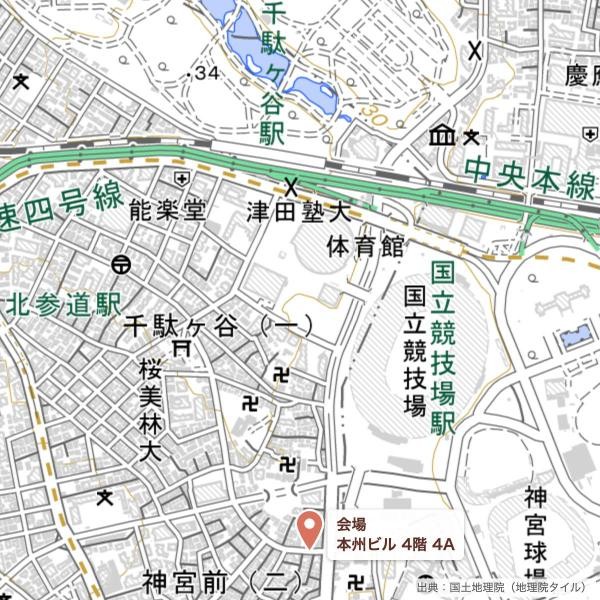 千駄ヶ谷駅
.34
30
慶應
中央本線
速四号線
能楽堂
津田塾大
体育館
北参道駅
千駄ヶ谷(一)
国立競技場
国立競技場駅
桜美林大
会場
本州ビル 4階 4A
神宮球場
神宮前(二)
出典：国土地理院（地理院タイル）